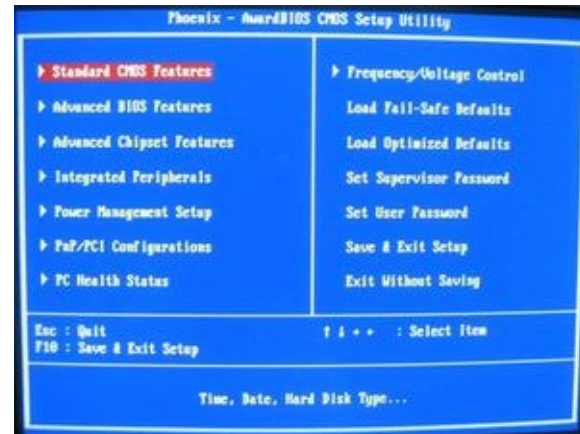 Phoenix - AwardBIOS CMOS Setup Utility
Standard CMOS Features
Advanced BIOS Features
Advanced Chipset Features
Integrated Peripherals
Power Management Setup
PnP/PCI Configurations
PC Health Status
Frequency/Voltage Control
Load Fail-Safe Defaults
Load Optimized Defaults
Set Supervisor Password
Set User Password
Save & Exit Setup
Exit Without Saving
Esc : Quit
F10 : Save & Exit Setup
: Select Item
Time, Date, Hard Disk Type...